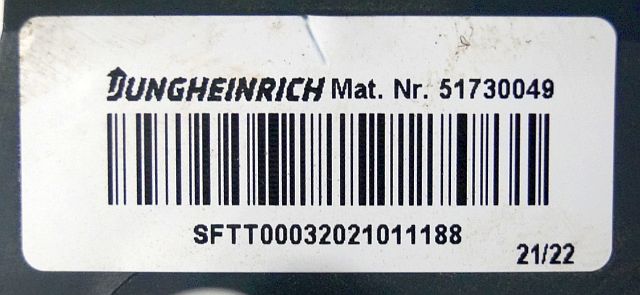 JUNGHEINRICH Mat. Nr. 51730049
SFTT00032021011188
21/22